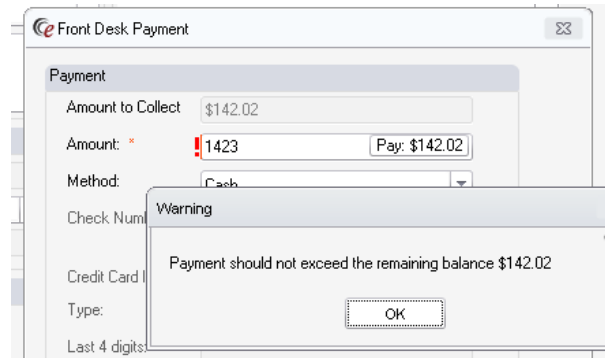 Front Desk Payment
Payment
Amount to Collect $142.02
Amount: * ! 1423 Pay: $142.02
Method: Cash
Warning
Check Num
Payment should not exceed the remaining balance $142.02
Credit Card I
OK
Type:
Last 4 digits: